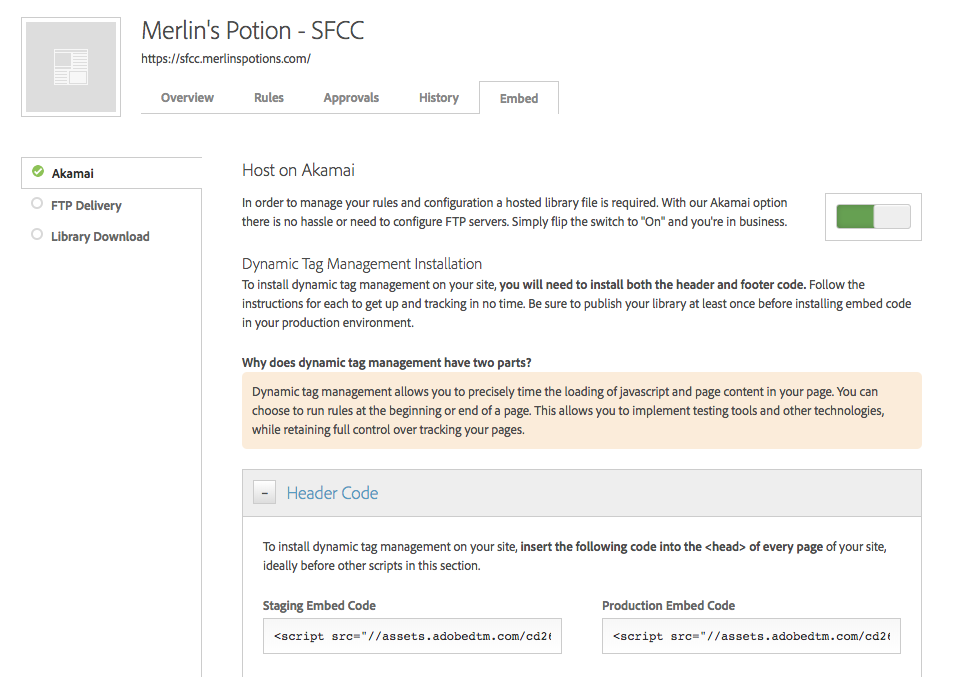 Merlin's Potion - SFCC
https://sfcc.merlinspotions.com/
Overview Rules Approvals History Embed
Akamai
FTP Delivery
Library Download
Host on Akamai
In order to manage your rules and configuration a hosted library file is required. With our Akamai option
there is no hassle or need to configure FTP servers. Simply flip the switch to "On" and you're in business.
Dynamic Tag Management Installation
To install dynamic tag management on your site, you will need to install both the header and footer code. Follow the
instructions for each to get up and tracking in no time. Be sure to publish your library at least once before installing embed code
in your production environment.
Why does dynamic tag management have two parts?
Dynamic tag management allows you to precisely time the loading of javascript and page content in your page. You can
choose to run rules at the beginning or end of a page. This allows you to implement testing tools and other technologies,
while retaining full control over tracking your pages.
- Header Code
To install dynamic tag management on your site, insert the following code into the <head> of every page of your site,
ideally before other scripts in this section.
Staging Embed Code Production Embed Code
<script src="//assets.adobedtm.com/cd2 <script src="//assets.adobedtm.com/cd2